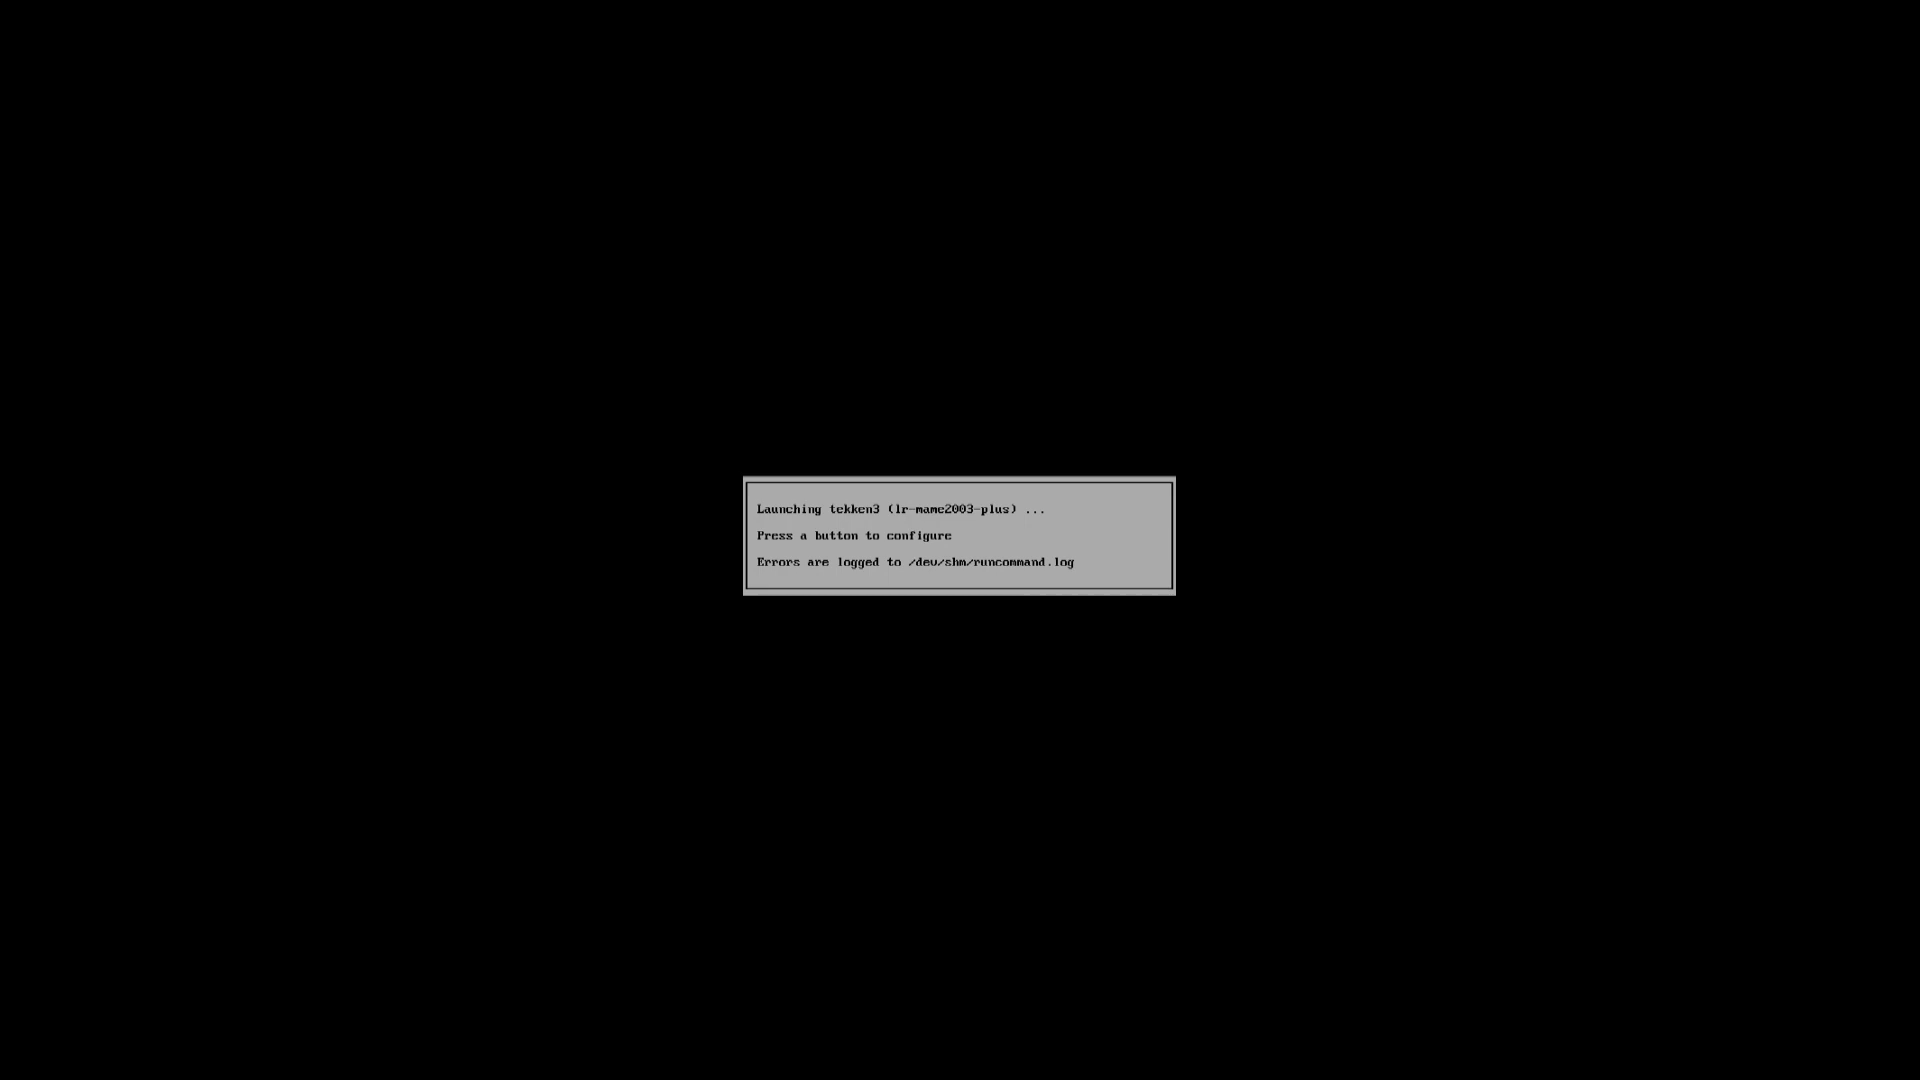 Launching tekken3 (lr-mame2003-plus) ...
Press a button to configure
Errors are logged to /dev/shm/runcommand.log